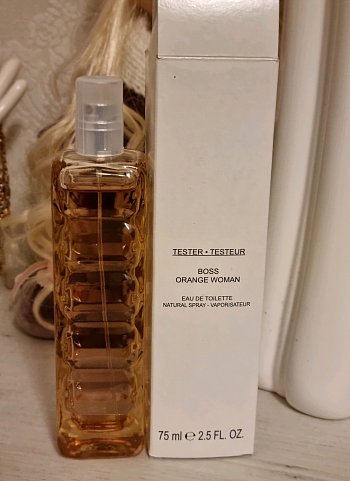 TESTER • TESTEUR
BOSS
ORANGE WOMAN
EAU DE TOILETTE
NATURAL SPRAY - VAPORISATEUR
75 ml ℮ 2.5 FL. OZ.